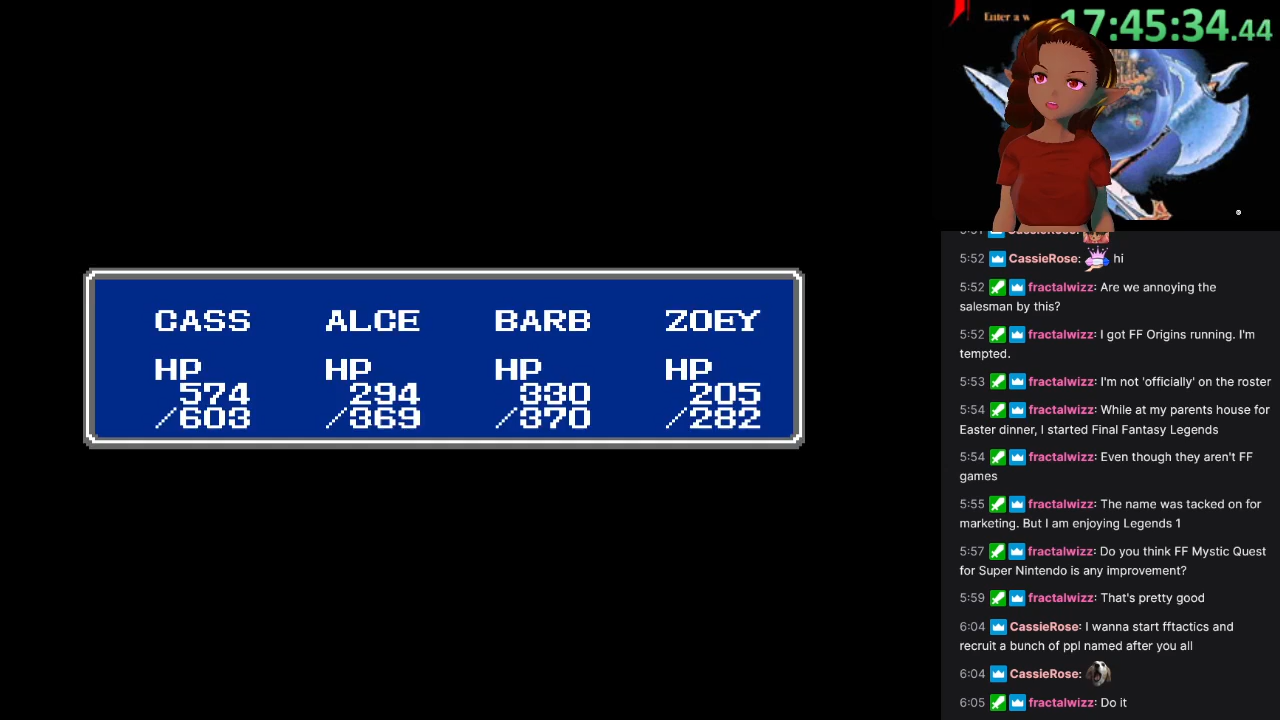 Enter a w
17:45:34.44
CASS ALCE BARB ZOEY
HP HP HP HP
574 294 330 205
/603 /369 /370 /282
5:52 CassieRose: hi
5:52 fractalwizz: Are we annoying the
salesman by this?
5:52 fractalwizz: I got FF Origins running. I'm
tempted.
5:53 fractalwizz: I'm not 'officially' on the roster
5:54 fractalwizz: While at my parents house for
Easter dinner, I started Final Fantasy Legends
5:54 fractalwizz: Even though they aren't FF
games
5:55 fractalwizz: The name was tacked on for
marketing. But I am enjoying Legends 1
5:57 fractalwizz: Do you think FF Mystic Quest
for Super Nintendo is any improvement?
5:59 fractalwizz: That's pretty good
6:04 CassieRose: I wanna start fftactics and
recruit a bunch of ppl named after you all
6:04 CassieRose:
6:05 fractalwizz: Do it